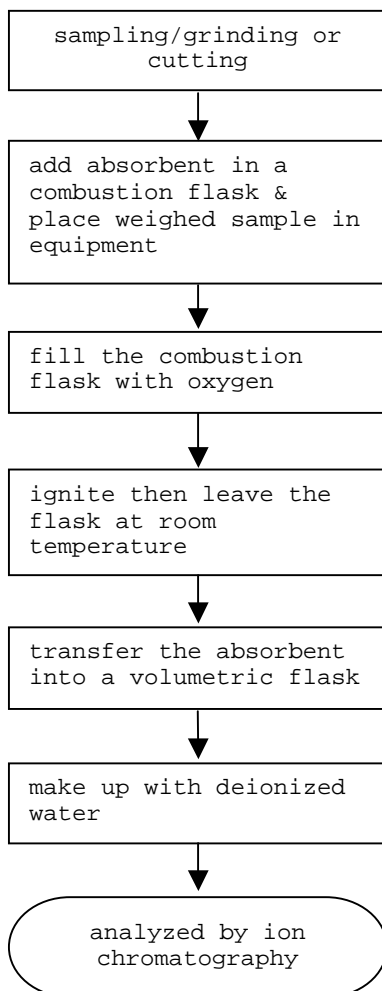 sampling/grinding or
cutting
add absorbent in a
combustion flask &
place weighed sample in
equipment
fill the combustion
flask with oxygen
ignite then leave the
flask at room
temperature
transfer the absorbent
into a volumetric flask
make up with deionized
water
analyzed by ion
chromatography